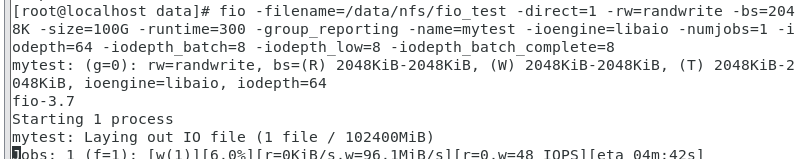 [root@localhost data]# fio -filename=/data/nfs/fio_test -direct=1 -rw=randwrite -bs=204
8K -size=100G -runtime=300 -group_reporting -name=mytest -ioengine=libaio -numjobs=1 -i
odepth=64 -iodepth_batch=8 -iodepth_low=8 -iodepth_batch_complete=8
mytest: (g=0): rw=randwrite, bs=(R) 2048KiB-2048KiB, (W) 2048KiB-2048KiB, (T) 2048KiB-2
048KiB, ioengine=libaio, iodepth=64
fio-3.7
Starting 1 process
mytest: Laying out IO file (1 file / 102400MiB)
Jobs: 1 (f=1): [w(1)][6.0%][r=0KiB/s,w=96.1MiB/s][r=0,w=48 IOPS][eta 04m:42s]